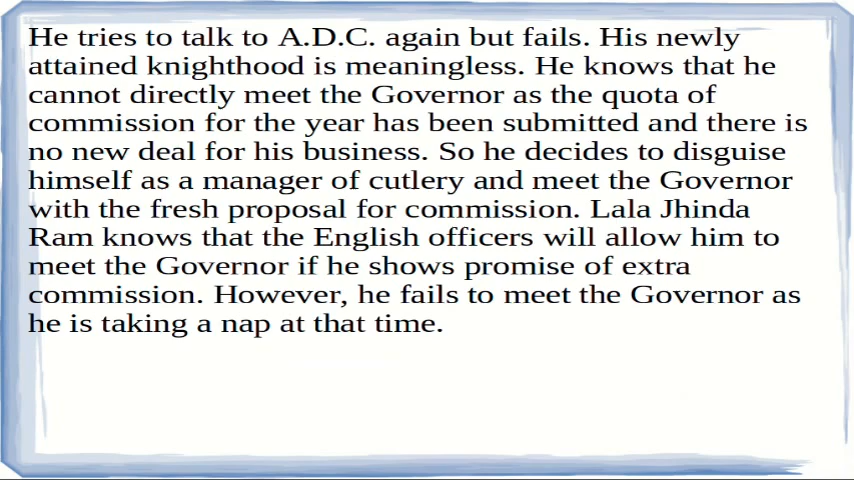 He tries to talk to A.D.C. again but fails. His newly
attained knighthood is meaningless. He knows that he
cannot directly meet the Governor as the quota of
commission for the year has been submitted and there is
no new deal for his business. So he decides to disguise
himself as a manager of cutlery and meet the Governor
with the fresh proposal for commission. Lala Jhinda
Ram knows that the English officers will allow him to
meet the Governor if he shows promise of extra
commission. However, he fails to meet the Governor as
he is taking a nap at that time.